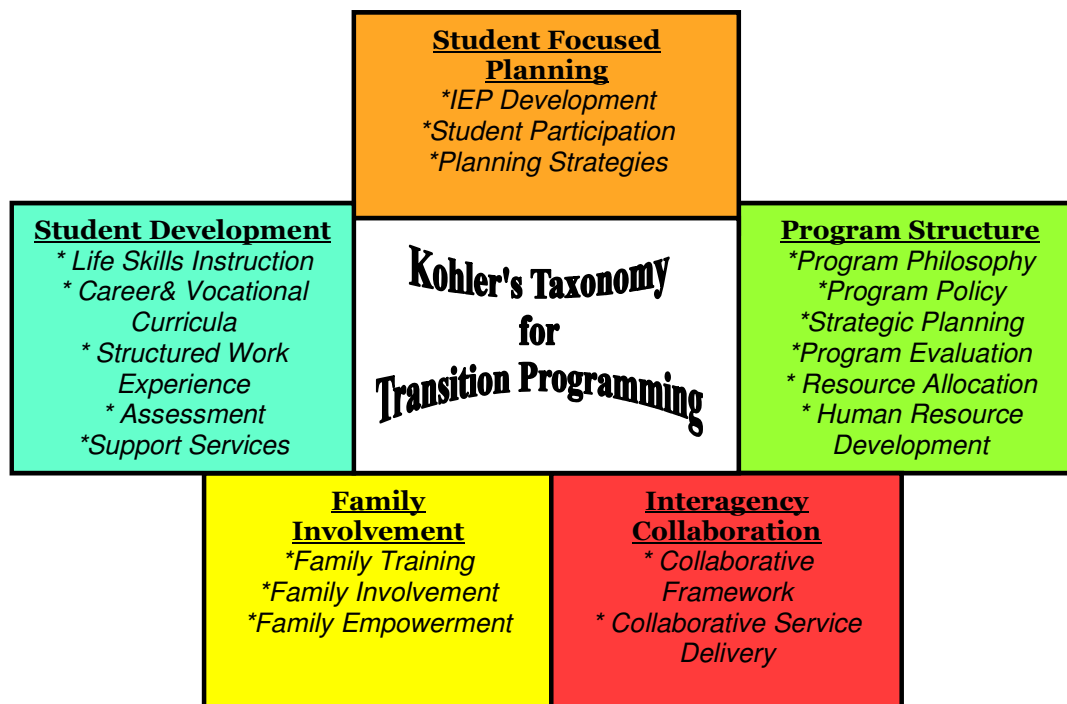 Student Focused
Planning
*IEP Development
*Student Participation
*Planning Strategies
Student Development
* Life Skills Instruction
* Career& Vocational
Curricula
* Structured Work
Experience
* Assessment
*Support Services
Kohler's Taxonomy
for
Transition Programming
Program Structure
*Program Philosophy
*Program Policy
*Strategic Planning
*Program Evaluation
* Resource Allocation
* Human Resource
Development
Family
Involvement
*Family Training
*Family Involvement
*Family Empowerment
Interagency
Collaboration
* Collaborative
Framework
* Collaborative Service
Delivery